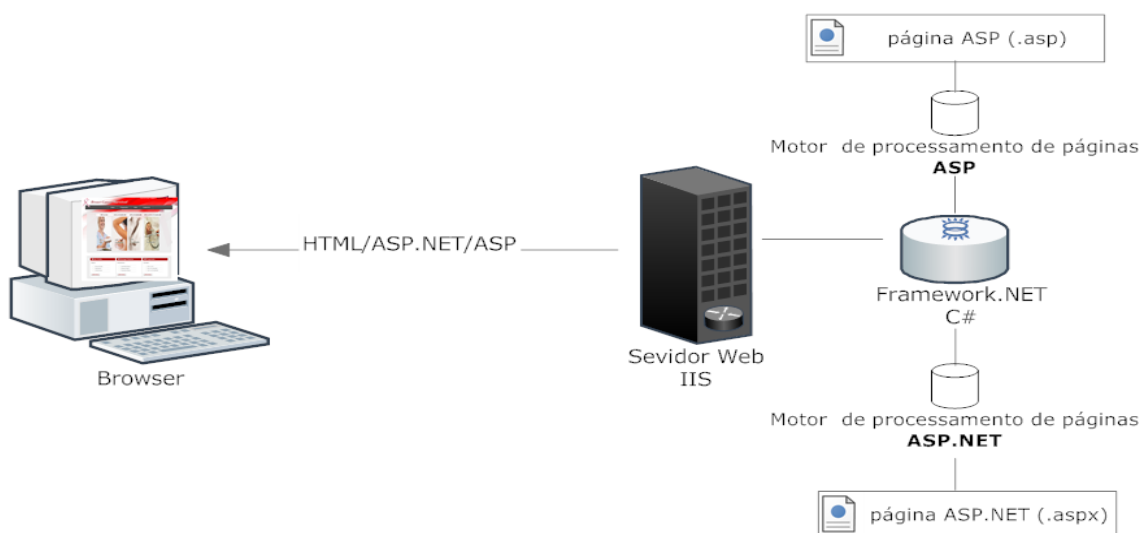 página ASP (.asp)
Motor de processamento de páginas
ASP
HTML/ASP.NET/ASP
Framework.NET
C#
Sevidor Web
IIS
Browser
Motor de processamento de páginas
ASP.NET
página ASP.NET (.aspx)